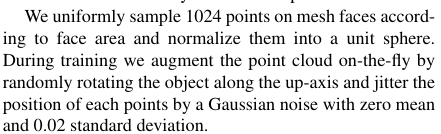 We uniformly sample 1024 points on mesh faces accord-
ing to face area and normalize them into a unit sphere.
During training we augment the point cloud on-the-fly by
randomly rotating the object along the up-axis and jitter the
position of each points by a Gaussian noise with zero mean
and 0.02 standard deviation.